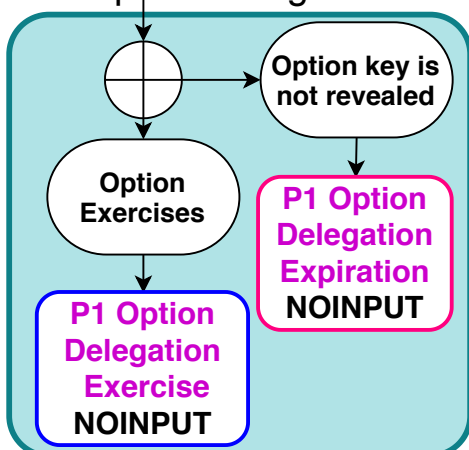 Option key is
not revealed
Option
Exercises
P1 Option
Delegation
Expiration
NOINPUT
P1 Option
Delegation
Exercise
NOINPUT